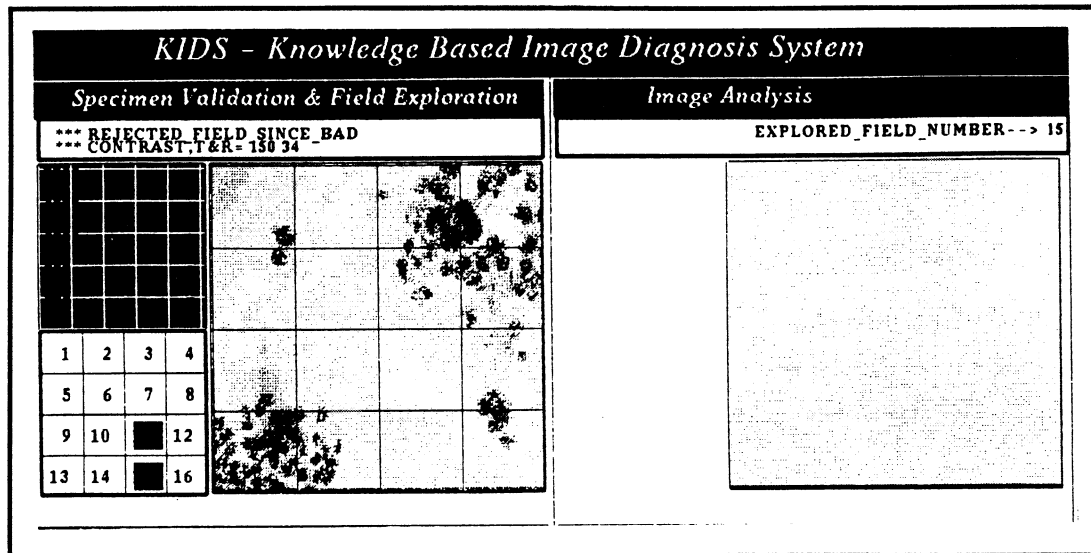 KIDS - Knowledge Based Image Diagnosis System
Specimen Validation & Field Exploration
*** REJECTED_FIELD_SINCE_BAD
*** CONTRAST,T&R= 150 34
Image Analysis
EXPLORED_FIELD_NUMBER--> 15
1 2 3 4
5 6 7 8
9 10 12
13 14 16